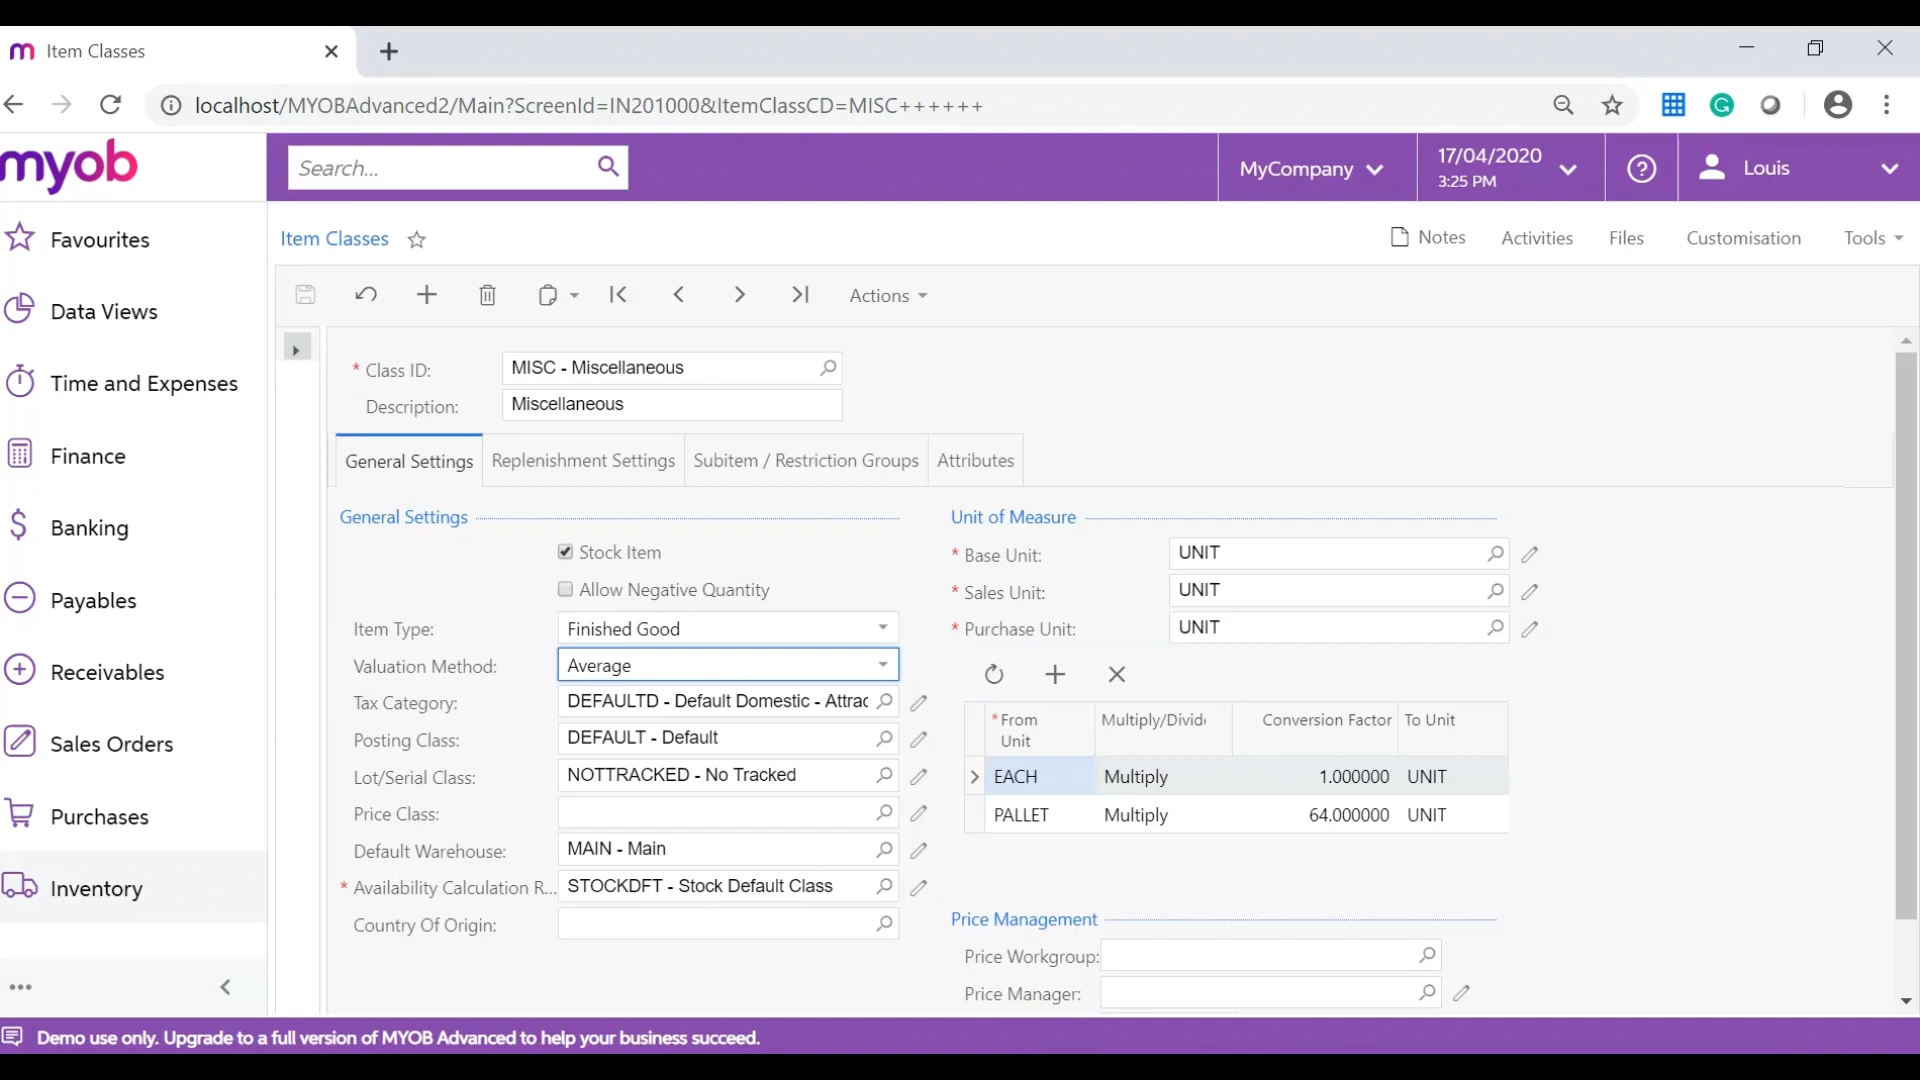 Item Classes
localhost/MYOBAdvanced2/Main?ScreenId=IN201000&ItemClassCD=MISC++++++
myob
Search...
MyCompany
17/04/2020
3:25 PM
Louis
Favourites
Data Views
Time and Expenses
Finance
Banking
Payables
Receivables
Sales Orders
Purchases
Inventory
Item Classes
Notes
Activities
Files
Customisation
Tools
Actions
* Class ID: MISC - Miscellaneous
Description: Miscellaneous
General Settings
Replenishment Settings
Subitem / Restriction Groups
Attributes
General Settings
Stock Item
Allow Negative Quantity
Item Type: Finished Good
Valuation Method: Average
Tax Category: DEFAULTD - Default Domestic - Attrac
Posting Class: DEFAULT - Default
Lot/Serial Class: NOTTRACKED - No Tracked
Price Class:
Default Warehouse: MAIN - Main
* Availability Calculation R... STOCKDFT - Stock Default Class
Country Of Origin:
Unit of Measure
* Base Unit: UNIT
* Sales Unit: UNIT
* Purchase Unit: UNIT
* From Unit Multiply/Divide Conversion Factor To Unit
EACH Multiply 1.000000 UNIT
PALLET Multiply 64.000000 UNIT
Price Management
Price Workgroup:
Price Manager:
Demo use only. Upgrade to a full version of MYOB Advanced to help your business succeed.